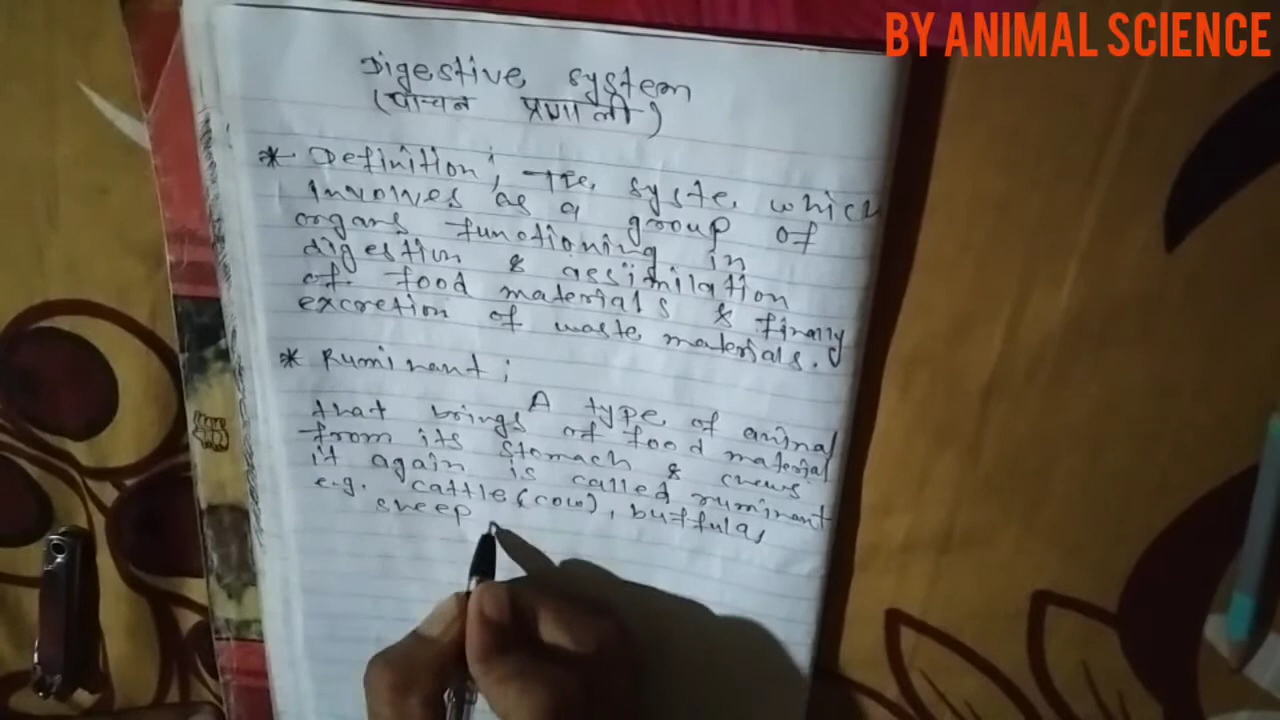 BY ANIMAL SCIENCE
Digestive system
(पाचन प्रणाली)
* Definition; The syste which
involves as a group of
organs functioning in
digestion & assimilation
of food materials & finally
excretion of waste materials.
* Ruminant;
A type of animal
that brings of food material
from its stomach & chews
it again is called ruminant
e.g. cattle (cow), buffula,
sheep